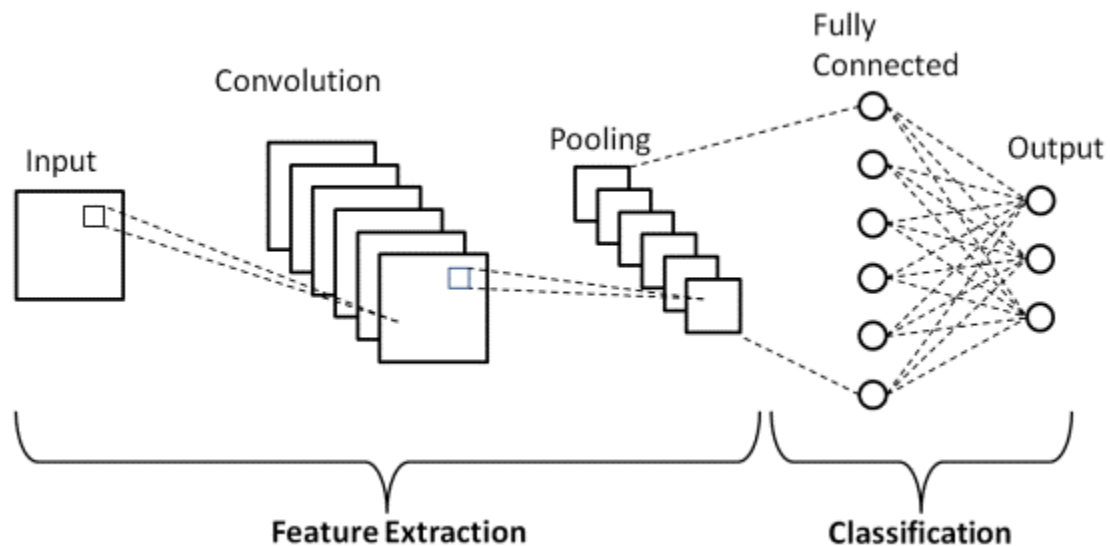 Fully
Connected
Convolution
Pooling
Input
Output
Feature Extraction
Classification